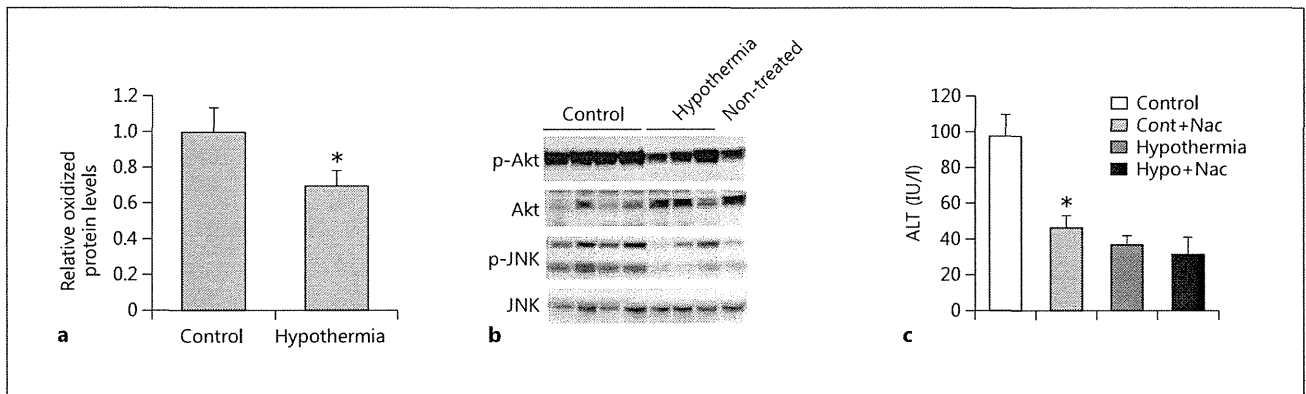 1.2
1.0
0.8
0.6
0.4
0.2
0
Relative oxidized
protein levels
*
Control
Hypothermia
a
Control
Hypothermia
Non-treated
p-Akt
Akt
p-JNK
JNK
b
120
100
80
60
40
20
0
ALT (IU/l)
*
Control
Cont+Nac
Hypothermia
Hypo+Nac
c